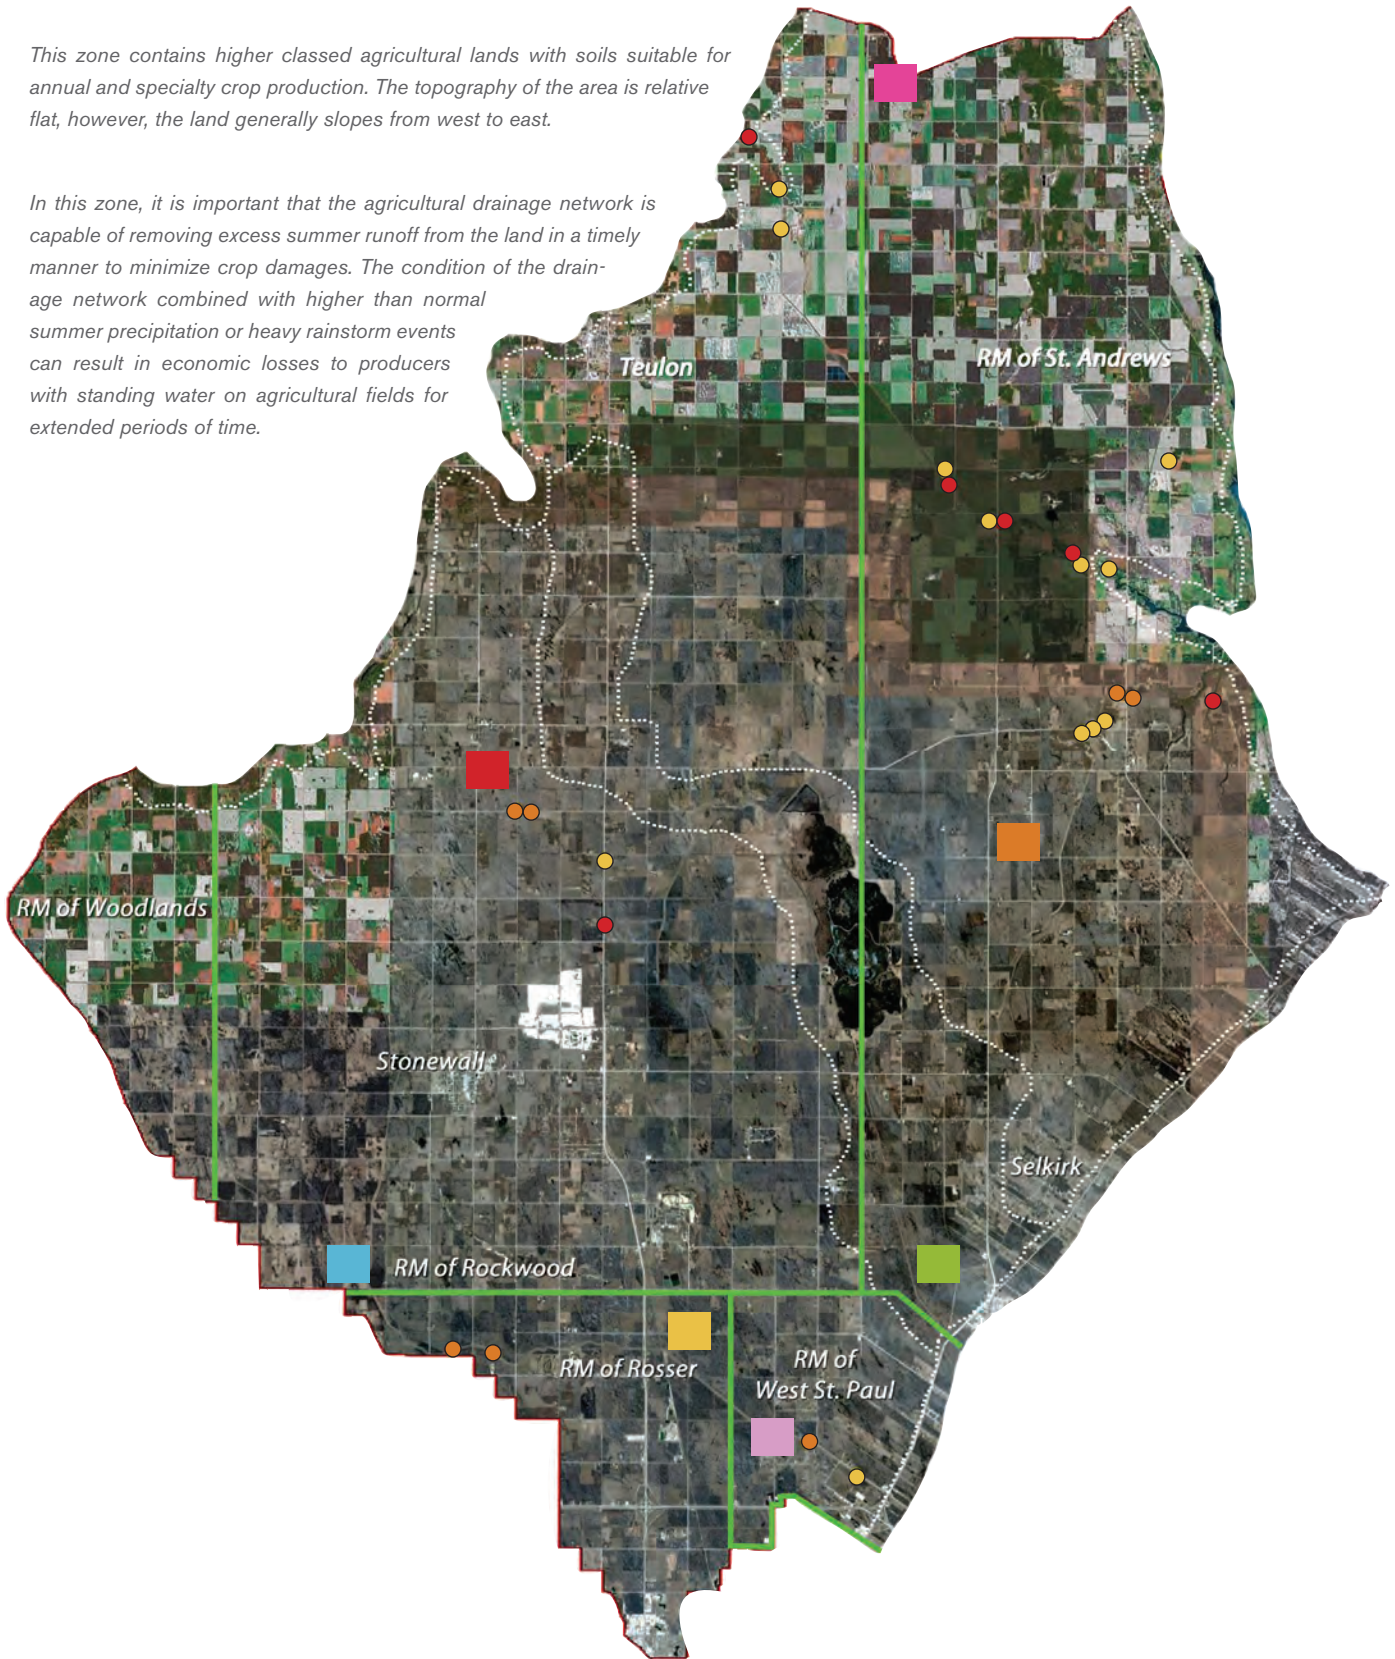 This zone contains higher classed agricultural lands with soils suitable for
annual and specialty crop production. The topography of the area is relative
flat, however, the land generally slopes from west to east.
In this zone, it is important that the agricultural drainage network is
capable of removing excess summer runoff from the land in a timely
manner to minimize crop damages. The condition of the drain-
age network combined with higher than normal
summer precipitation or heavy rainstorm events
can result in economic losses to producers
with standing water on agricultural fields for
extended periods of time.
Teulon
RM of St. Andrews
RM of Woodlands
Stonewall
Selkirk
RM of Rockwood
RM of Rosser
RM of
West St. Paul